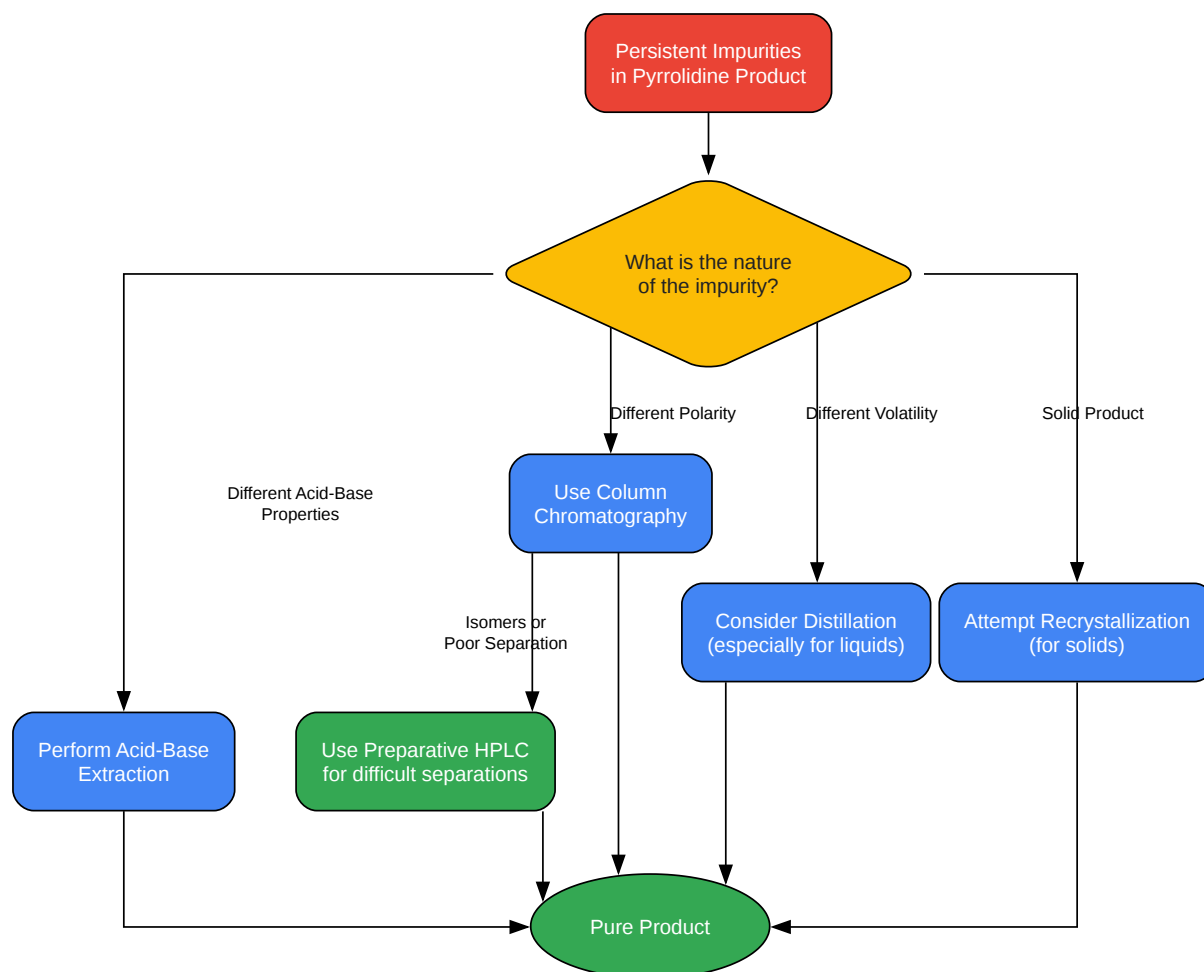 Persistent Impurities
in Pyrrolidine Product
What is the nature
of the impurity?
Different Polarity
Different Volatility
Solid Product
Different Acid-Base
Properties
Use Column
Chromatography
Isomers or
Poor Separation
Consider Distillation
(especially for liquids)
Attempt Recrystallization
(for solids)
Perform Acid-Base
Extraction
Use Preparative HPLC
for difficult separations
Pure Product